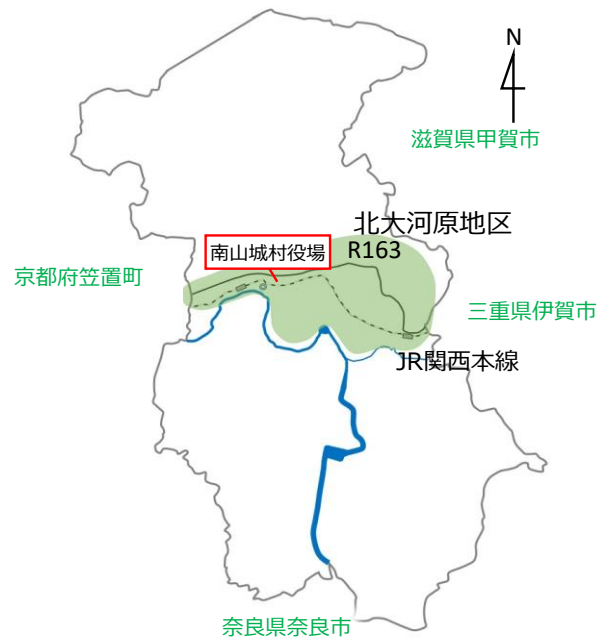 N
滋賀県甲賀市
北大河原地区
南山城村役場
R163
京都府笠置町
三重県伊賀市
JR関西本線
奈良県奈良市